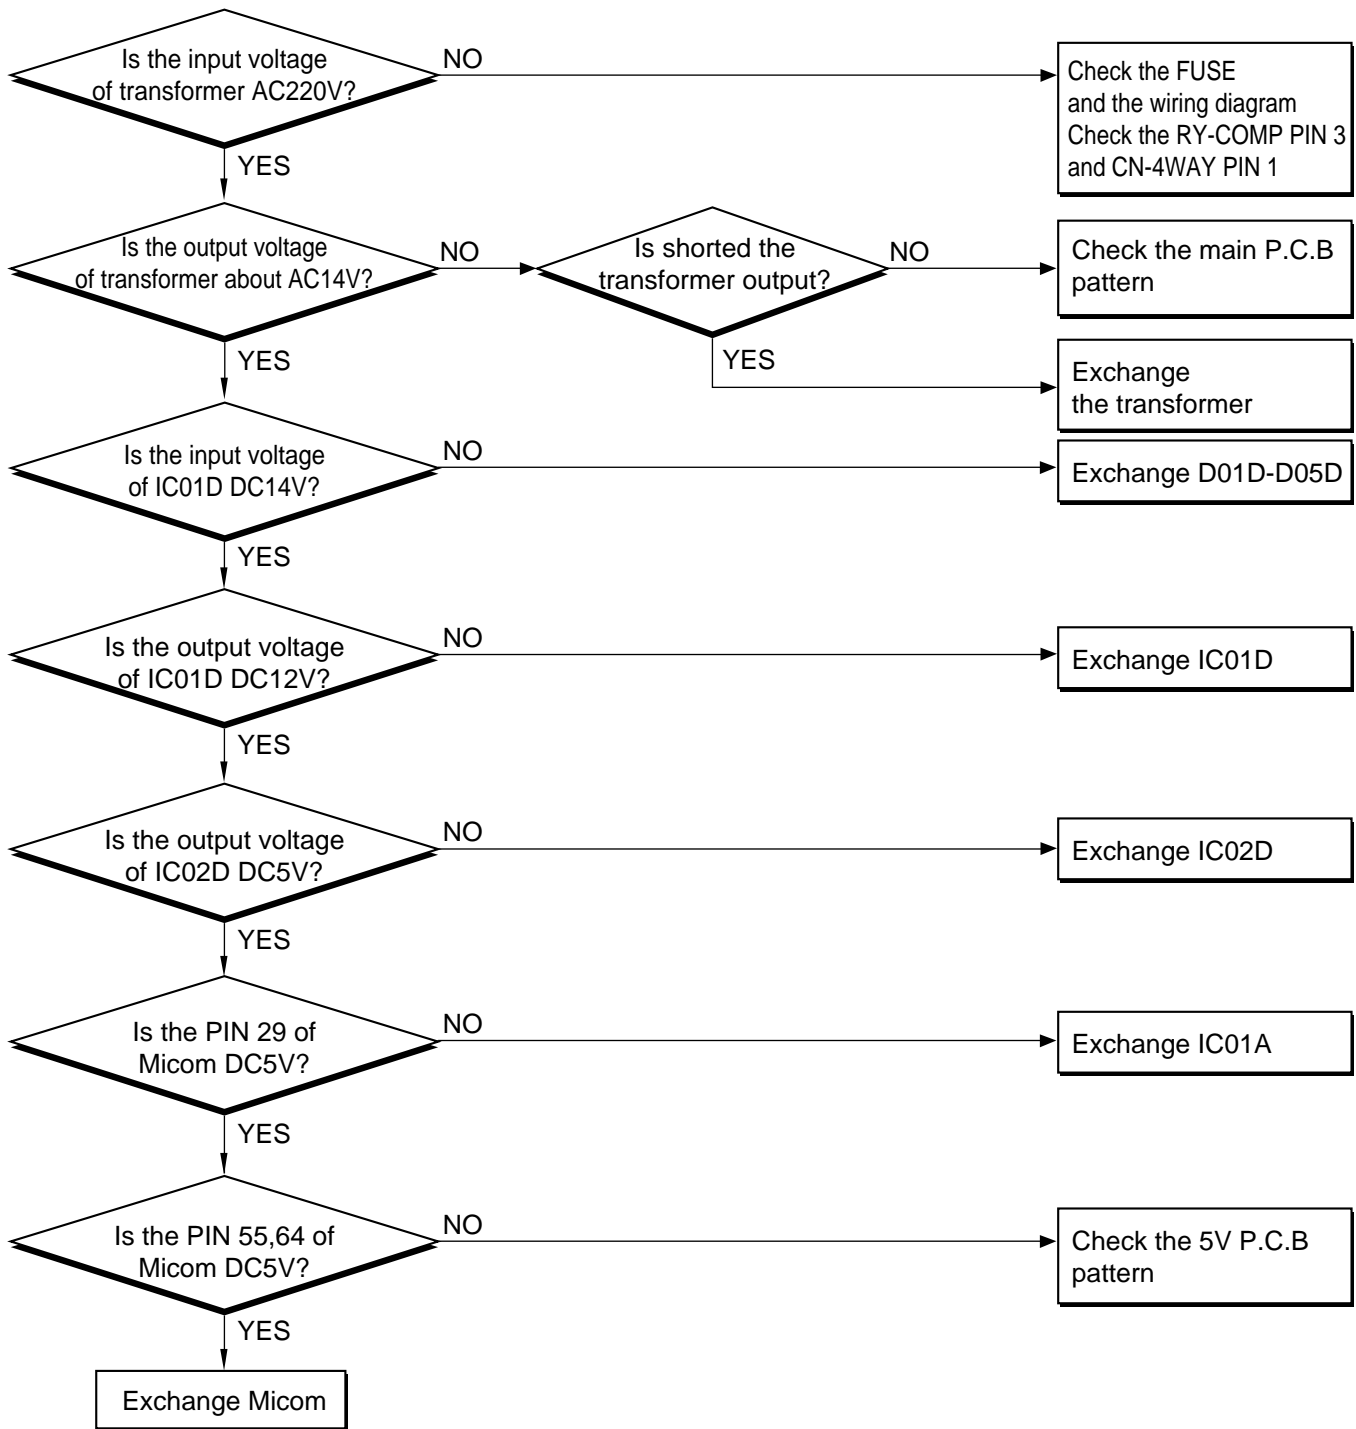 Is the input voltage
of transformer AC220V?
NO
Check the FUSE
and the wiring diagram
Check the RY-COMP PIN 3
and CN-4WAY PIN 1
YES
Is the output voltage
of transformer about AC14V?
NO
Is shorted the
transformer output?
NO
Check the main P.C.B
pattern
YES
Exchange
the transformer
YES
Is the input voltage
of IC01D DC14V?
NO
Exchange D01D-D05D
YES
Is the output voltage
of IC01D DC12V?
NO
Exchange IC01D
YES
Is the output voltage
of IC02D DC5V?
NO
Exchange IC02D
YES
Is the PIN 29 of
Micom DC5V?
NO
Exchange IC01A
YES
Is the PIN 55,64 of
Micom DC5V?
NO
Check the 5V P.C.B
pattern
YES
Exchange Micom